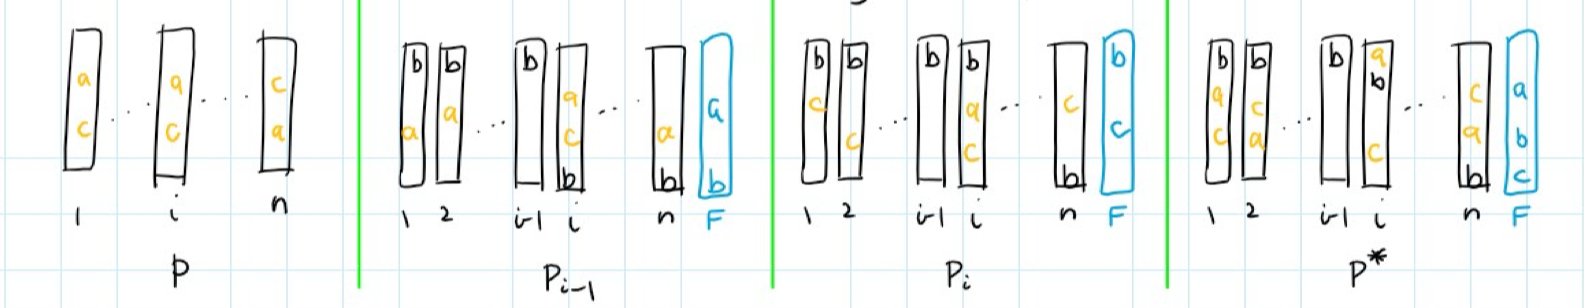 a ... a ... c
c c a
1 i n
P
b b b
a a a
a ... c ... a
b b b
1 2 i-1 i n F
P_{i-1}
b b b b b
c a ... c
c ... c c
b
1 2 i-1 i n F
P_i
b b b a
b
a c ... c a
c a ... c a b
b c
1 2 i-1 i n F
P*